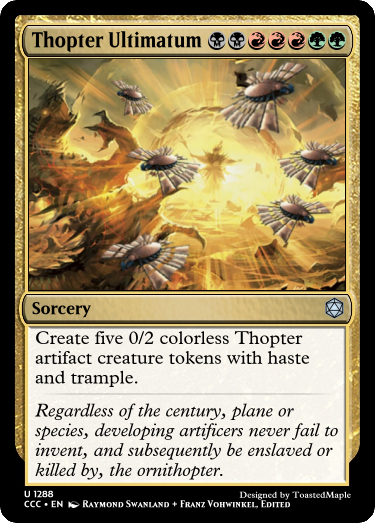 Thopter Ultimatum
Sorcery
Create five 0/2 colorless Thopter
artifact creature tokens with haste
and trample.
Regardless of the century, plane or
species, developing artificers never fail to
invent, and subsequently be enslaved or
killed by, the ornithopter.
U 1288
Designed by ToastedMaple
CCC • EN Raymond Swanland + Franz Vohwinkel, Edited